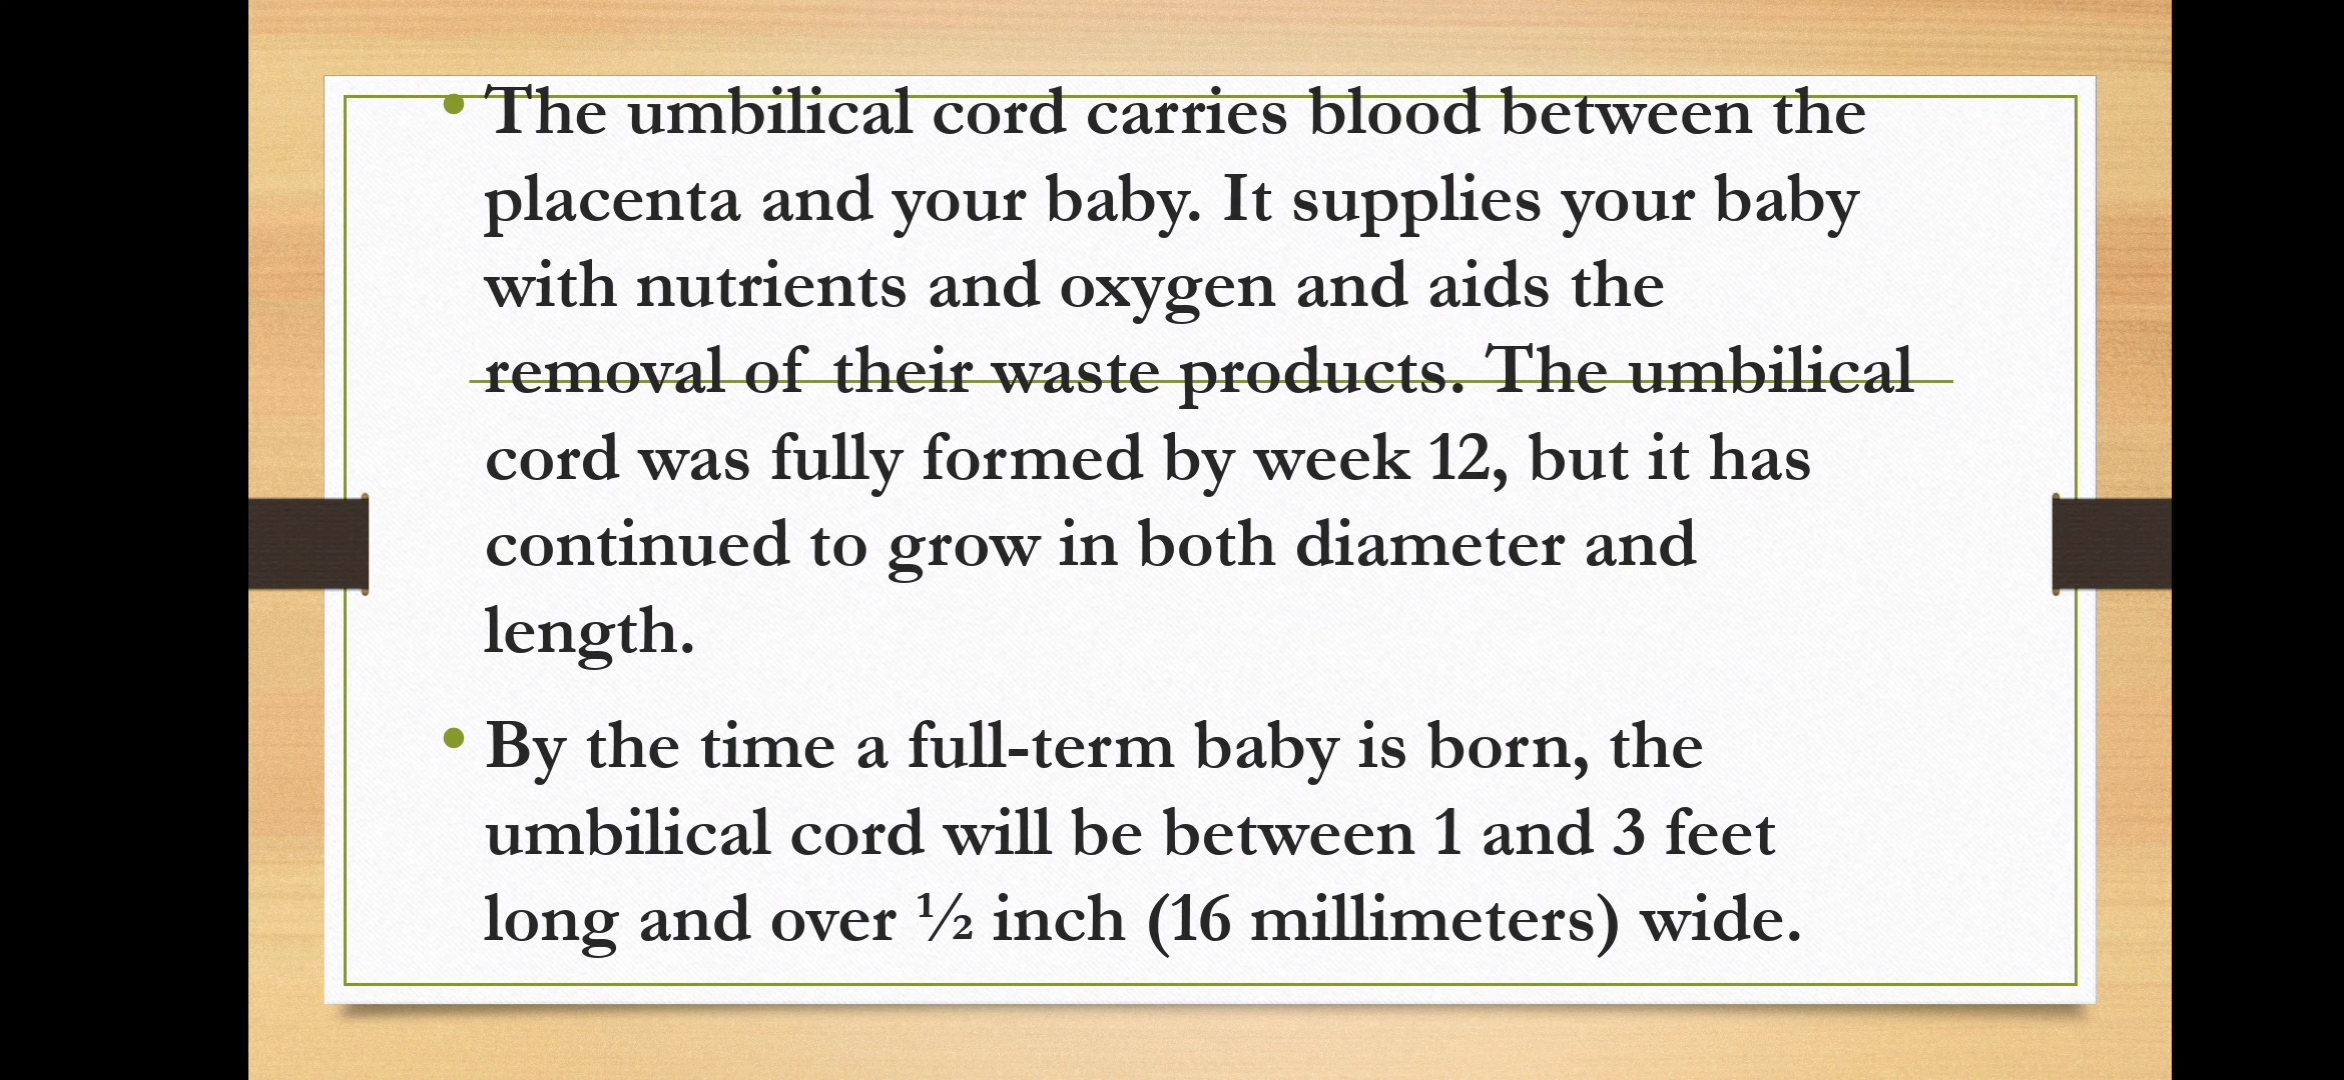 • The umbilical cord carries blood between the
placenta and your baby. It supplies your baby
with nutrients and oxygen and aids the
removal of  their waste products. The umbilical
cord was fully formed by week 12, but it has
continued to grow in both diameter and
length.
• By the time a full-term baby is born, the
umbilical cord will be between 1 and 3 feet
long and over ½ inch (16 millimeters) wide.